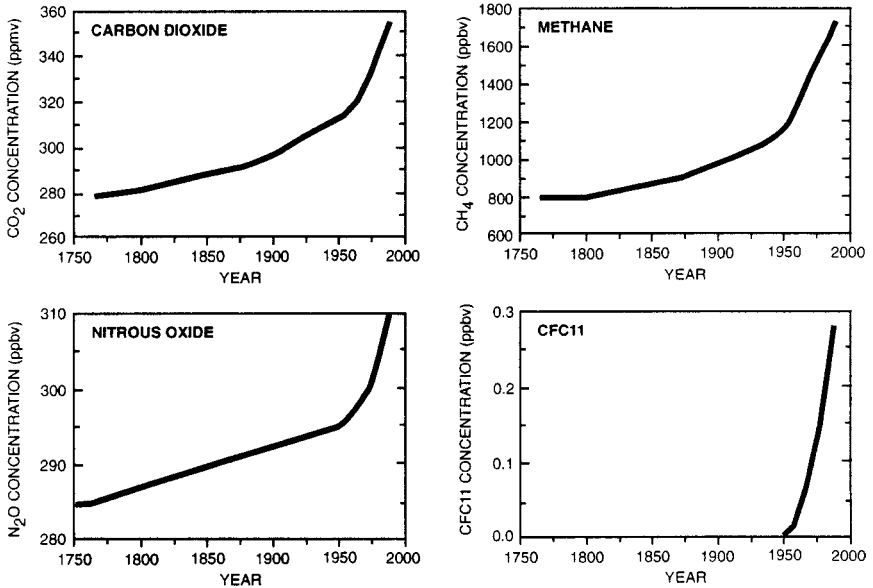 CARBON DIOXIDE
CO2 CONCENTRATION (ppmv)
360
340
320
300
280
260
1750 1800 1850 1900 1950 2000
YEAR
METHANE
CH4 CONCENTRATION (ppbv)
1800
1600
1400
1200
1000
800
600
1750 1800 1850 1900 1950 2000
YEAR
NITROUS OXIDE
N2O CONCENTRATION (ppbv)
310
300
290
280
1750 1800 1850 1900 1950 2000
YEAR
CFC11
CFC11 CONCENTRATION (ppbv)
0.3
0.2
0.1
0.0
1750 1800 1850 1900 1950 2000
YEAR